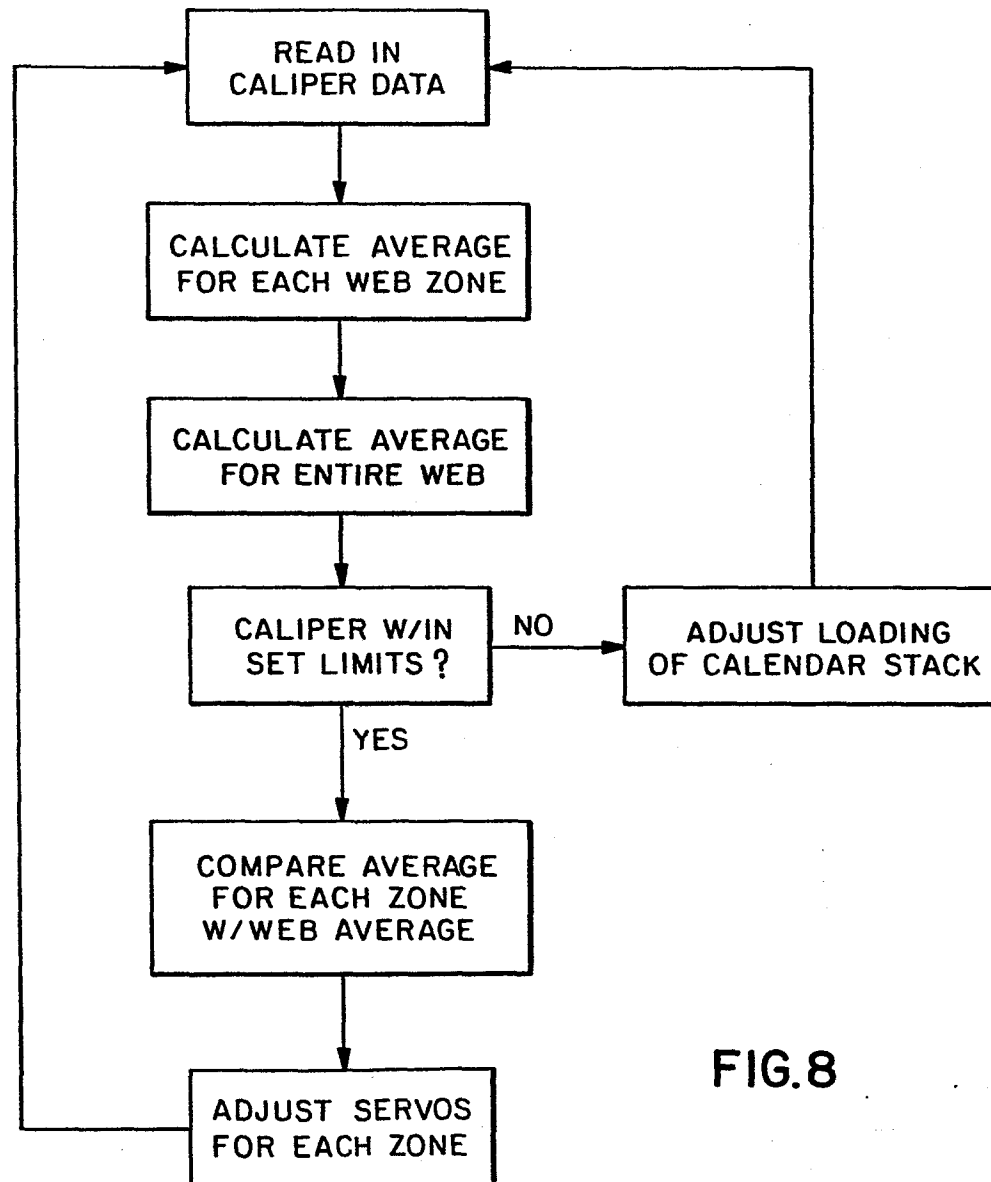 READ IN
CALIPER DATA
CALCULATE AVERAGE
FOR EACH WEB ZONE
CALCULATE AVERAGE
FOR ENTIRE WEB
CALIPER W/IN
SET LIMITS?
NO
ADJUST LOADING
OF CALENDAR STACK
YES
COMPARE AVERAGE
FOR EACH ZONE
W/WEB AVERAGE
ADJUST SERVOS
FOR EACH ZONE
FIG.8